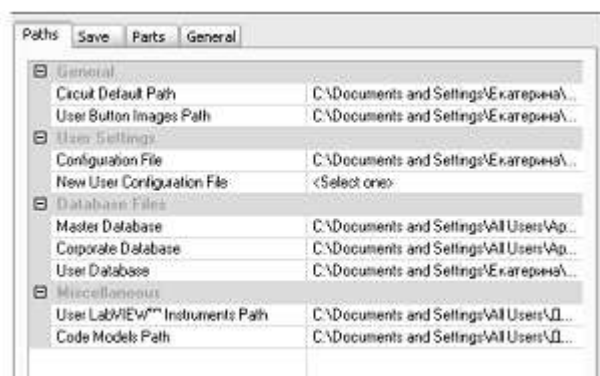 Paths Save Parts General
General
Circuit Default Path C:\Documents and Settings\Екатерина\...
User Button Images Path C:\Documents and Settings\Екатерина\...
User Settings
Configuration File C:\Documents and Settings\Екатерина\...
New User Configuration File <Select one>
Database Files
Master Database C:\Documents and Settings\All Users\Ap...
Corporate Database C:\Documents and Settings\All Users\Ap...
User Database C:\Documents and Settings\Екатерина\...
Miscellaneous
User LabVIEW™ Instruments Path C:\Documents and Settings\All Users\Д...
Code Models Path C:\Documents and Settings\All Users\Д...